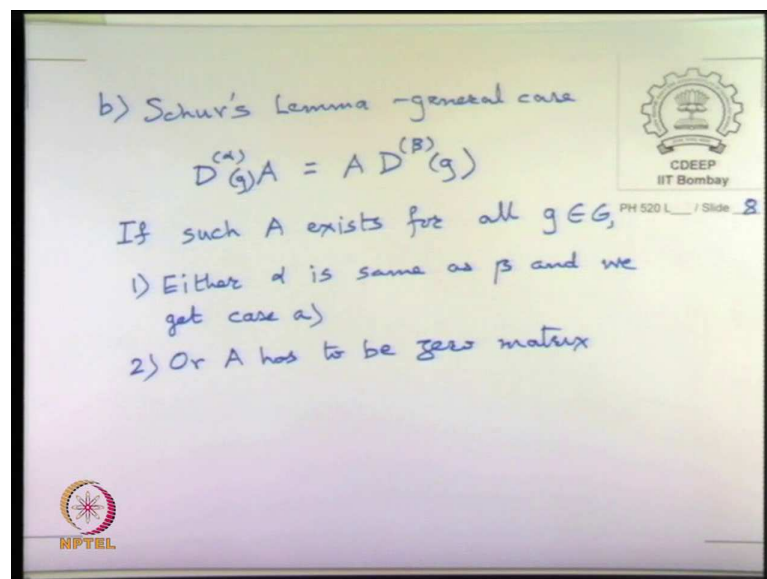 b) Schur's Lemma - general case
D^(α)(g) A = A D^(β)(g)
If such A exists for all g ∈ G,
1) Either α is same as β and we
get case a)
2) Or A has to be zero matrix
CDEEP
IIT Bombay
PH 520 L__ / Slide 8
NPTEL